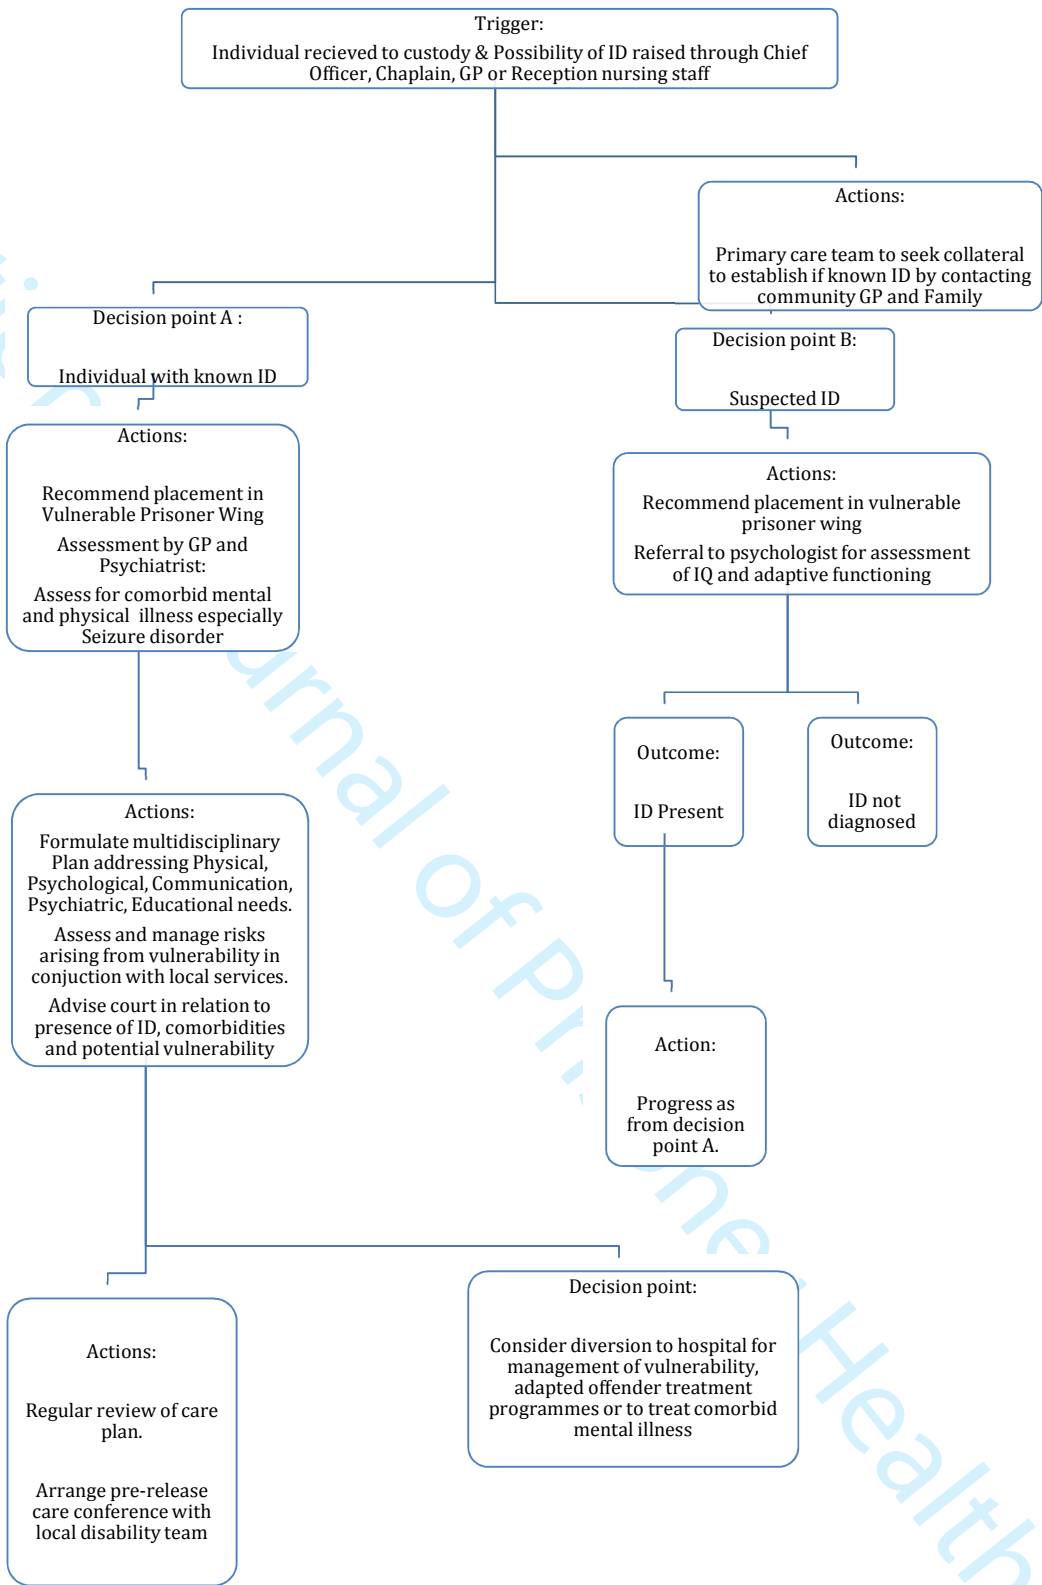 Trigger:
Individual recieved to custody & Possibility of ID raised through Chief
Officer, Chaplain, GP or Reception nursing staff
Actions:
Primary care team to seek collateral
to establish if known ID by contacting
community GP and Family
Decision point A :
Individual with known ID
Decision point B:
Suspected ID
Actions:
Recommend placement in
Vulnerable Prisoner Wing
Assessment by GP and
Psychiatrist:
Assess for comorbid mental
and physical  illness especially
Seizure disorder
Actions:
Recommend placement in vulnerable
prisoner wing
Referral to psychologist for assessment
of IQ and adaptive functioning
Outcome:
ID Present
Outcome:
ID not
diagnosed
Actions:
Formulate multidisciplinary
Plan addressing Physical,
Psychological, Communication,
Psychiatric, Educational needs.
Assess and manage risks
arising from vulnerability in
conjuction with local services.
Advise court in relation to
presence of ID, comorbidities
and potential vulnerability
Action:
Progress as
from decision
point A.
Actions:
Regular review of care
plan.
Arrange pre-release
care conference with
local disability team
Decision point:
Consider diversion to hospital for
management of vulnerability,
adapted offender treatment
programmes or to treat comorbid
mental illness
urnal of Pri one Health